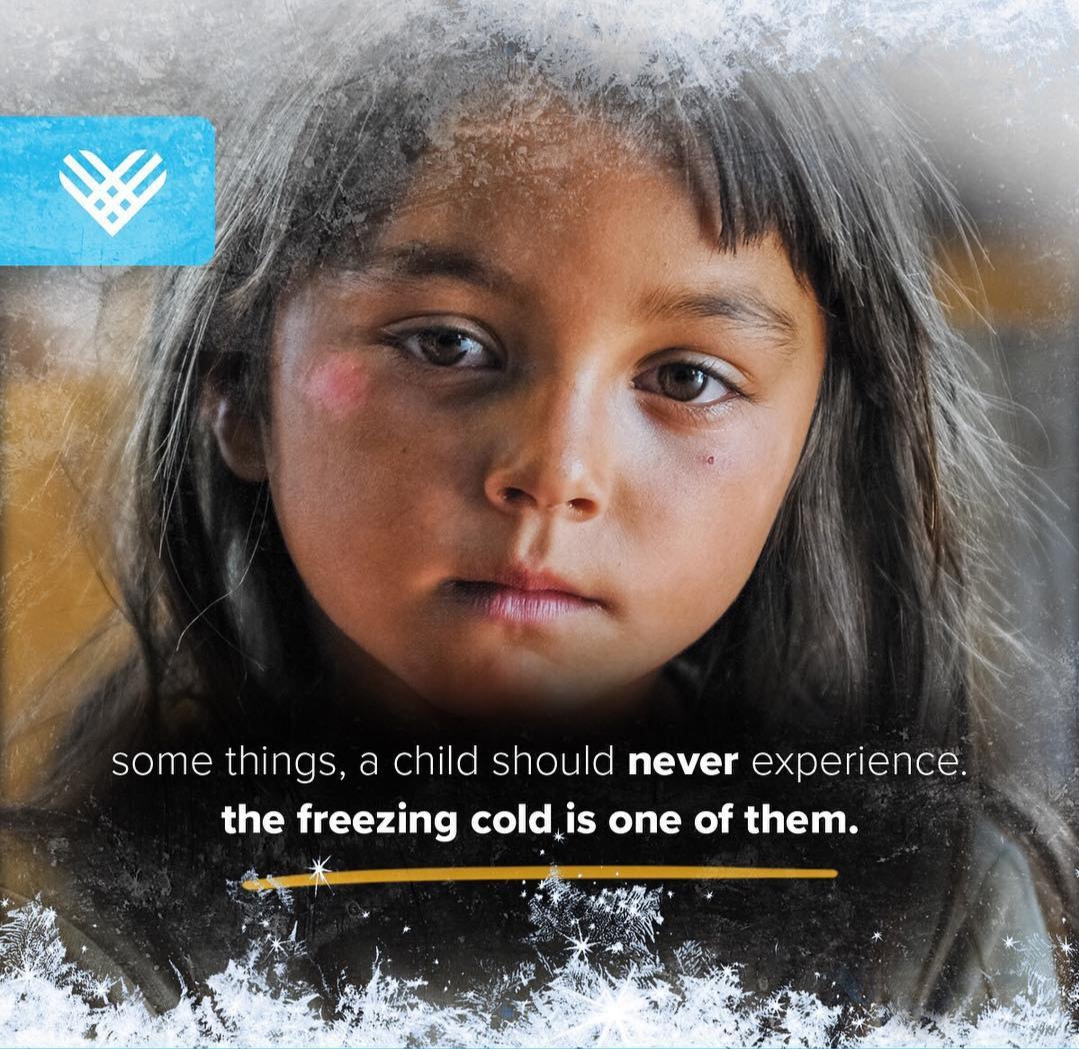 some things, a child should never experience.
the freezing cold is one of them.